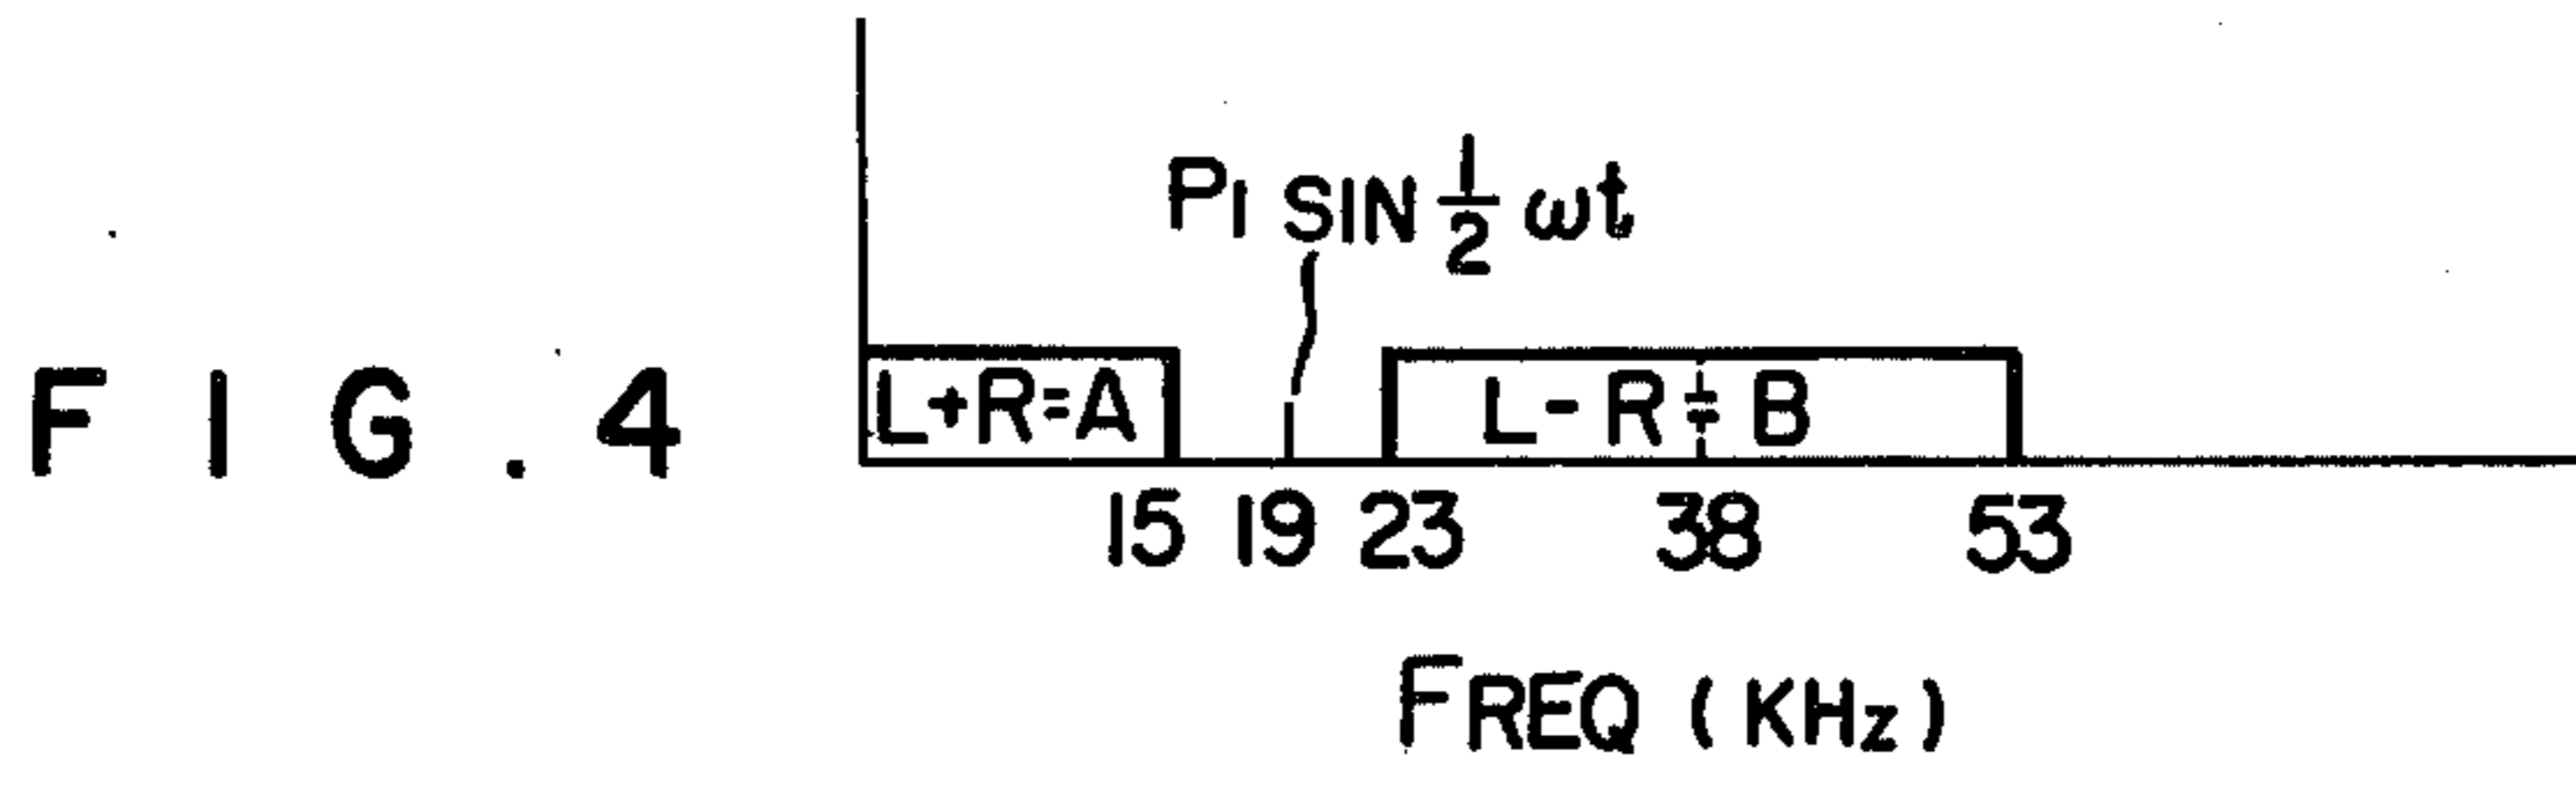 P1 SIN 1/2 ωt
FIG.4
L+R=A
L-R=B
15 19 23 38 53
FREQ (KHz)